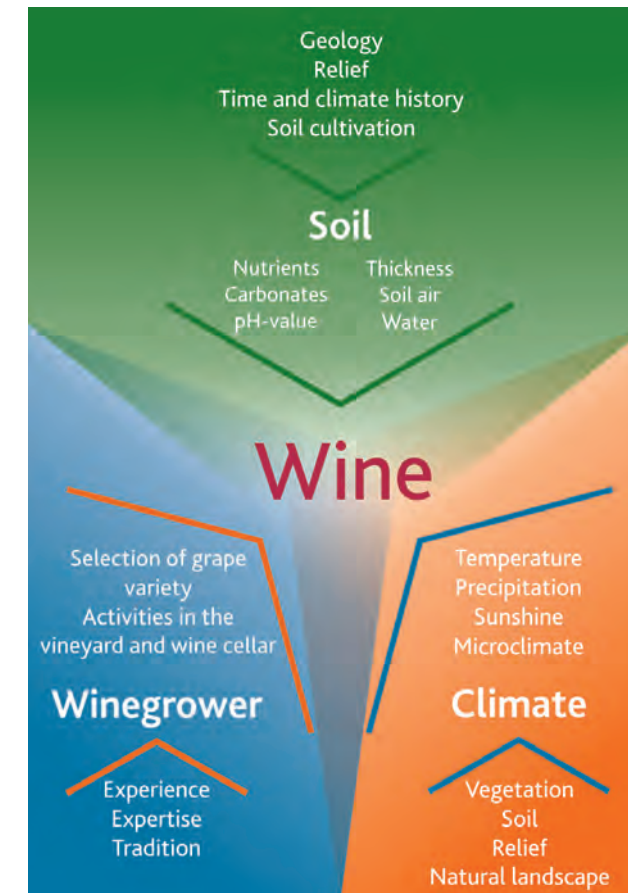 Geology
Relief
Time and climate history
Soil cultivation
Soil
Nutrients
Carbonates
pH-value
Thickness
Soil air
Water
Wine
Selection of grape
variety
Activities in the
vineyard and wine cellar
Winegrower
Experience
Expertise
Tradition
Temperature
Precipitation
Sunshine
Microclimate
Climate
Vegetation
Soil
Relief
Natural landscape